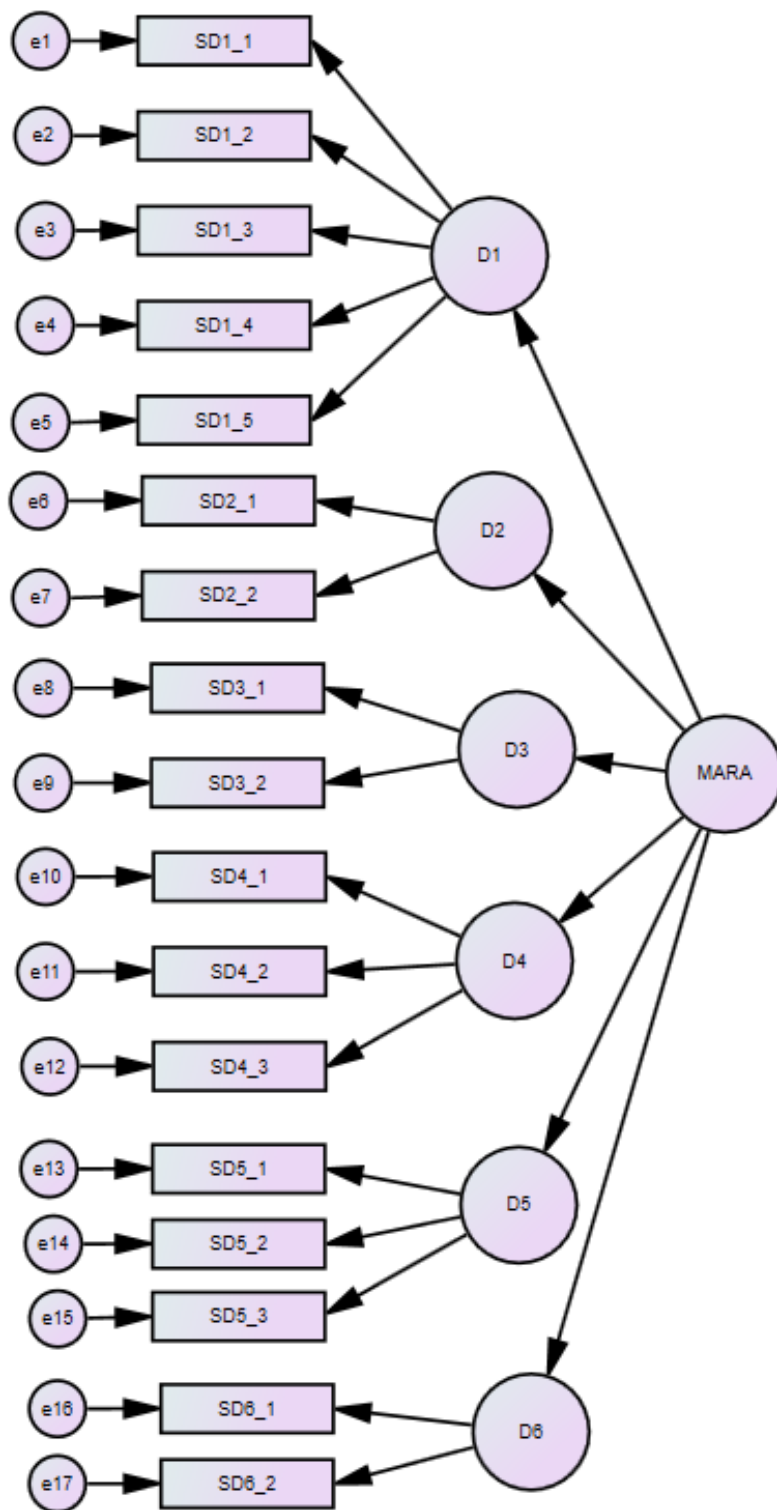 e1 SD1_1
e2 SD1_2
e3 SD1_3
D1
e4 SD1_4
e5 SD1_5
e6 SD2_1
D2
e7 SD2_2
e8 SD3_1
D3
MARA
e9 SD3_2
e10 SD4_1
D4
e11 SD4_2
e12 SD4_3
e13 SD5_1
D5
e14 SD5_2
e15 SD5_3
e16 SD6_1
D6
e17 SD6_2